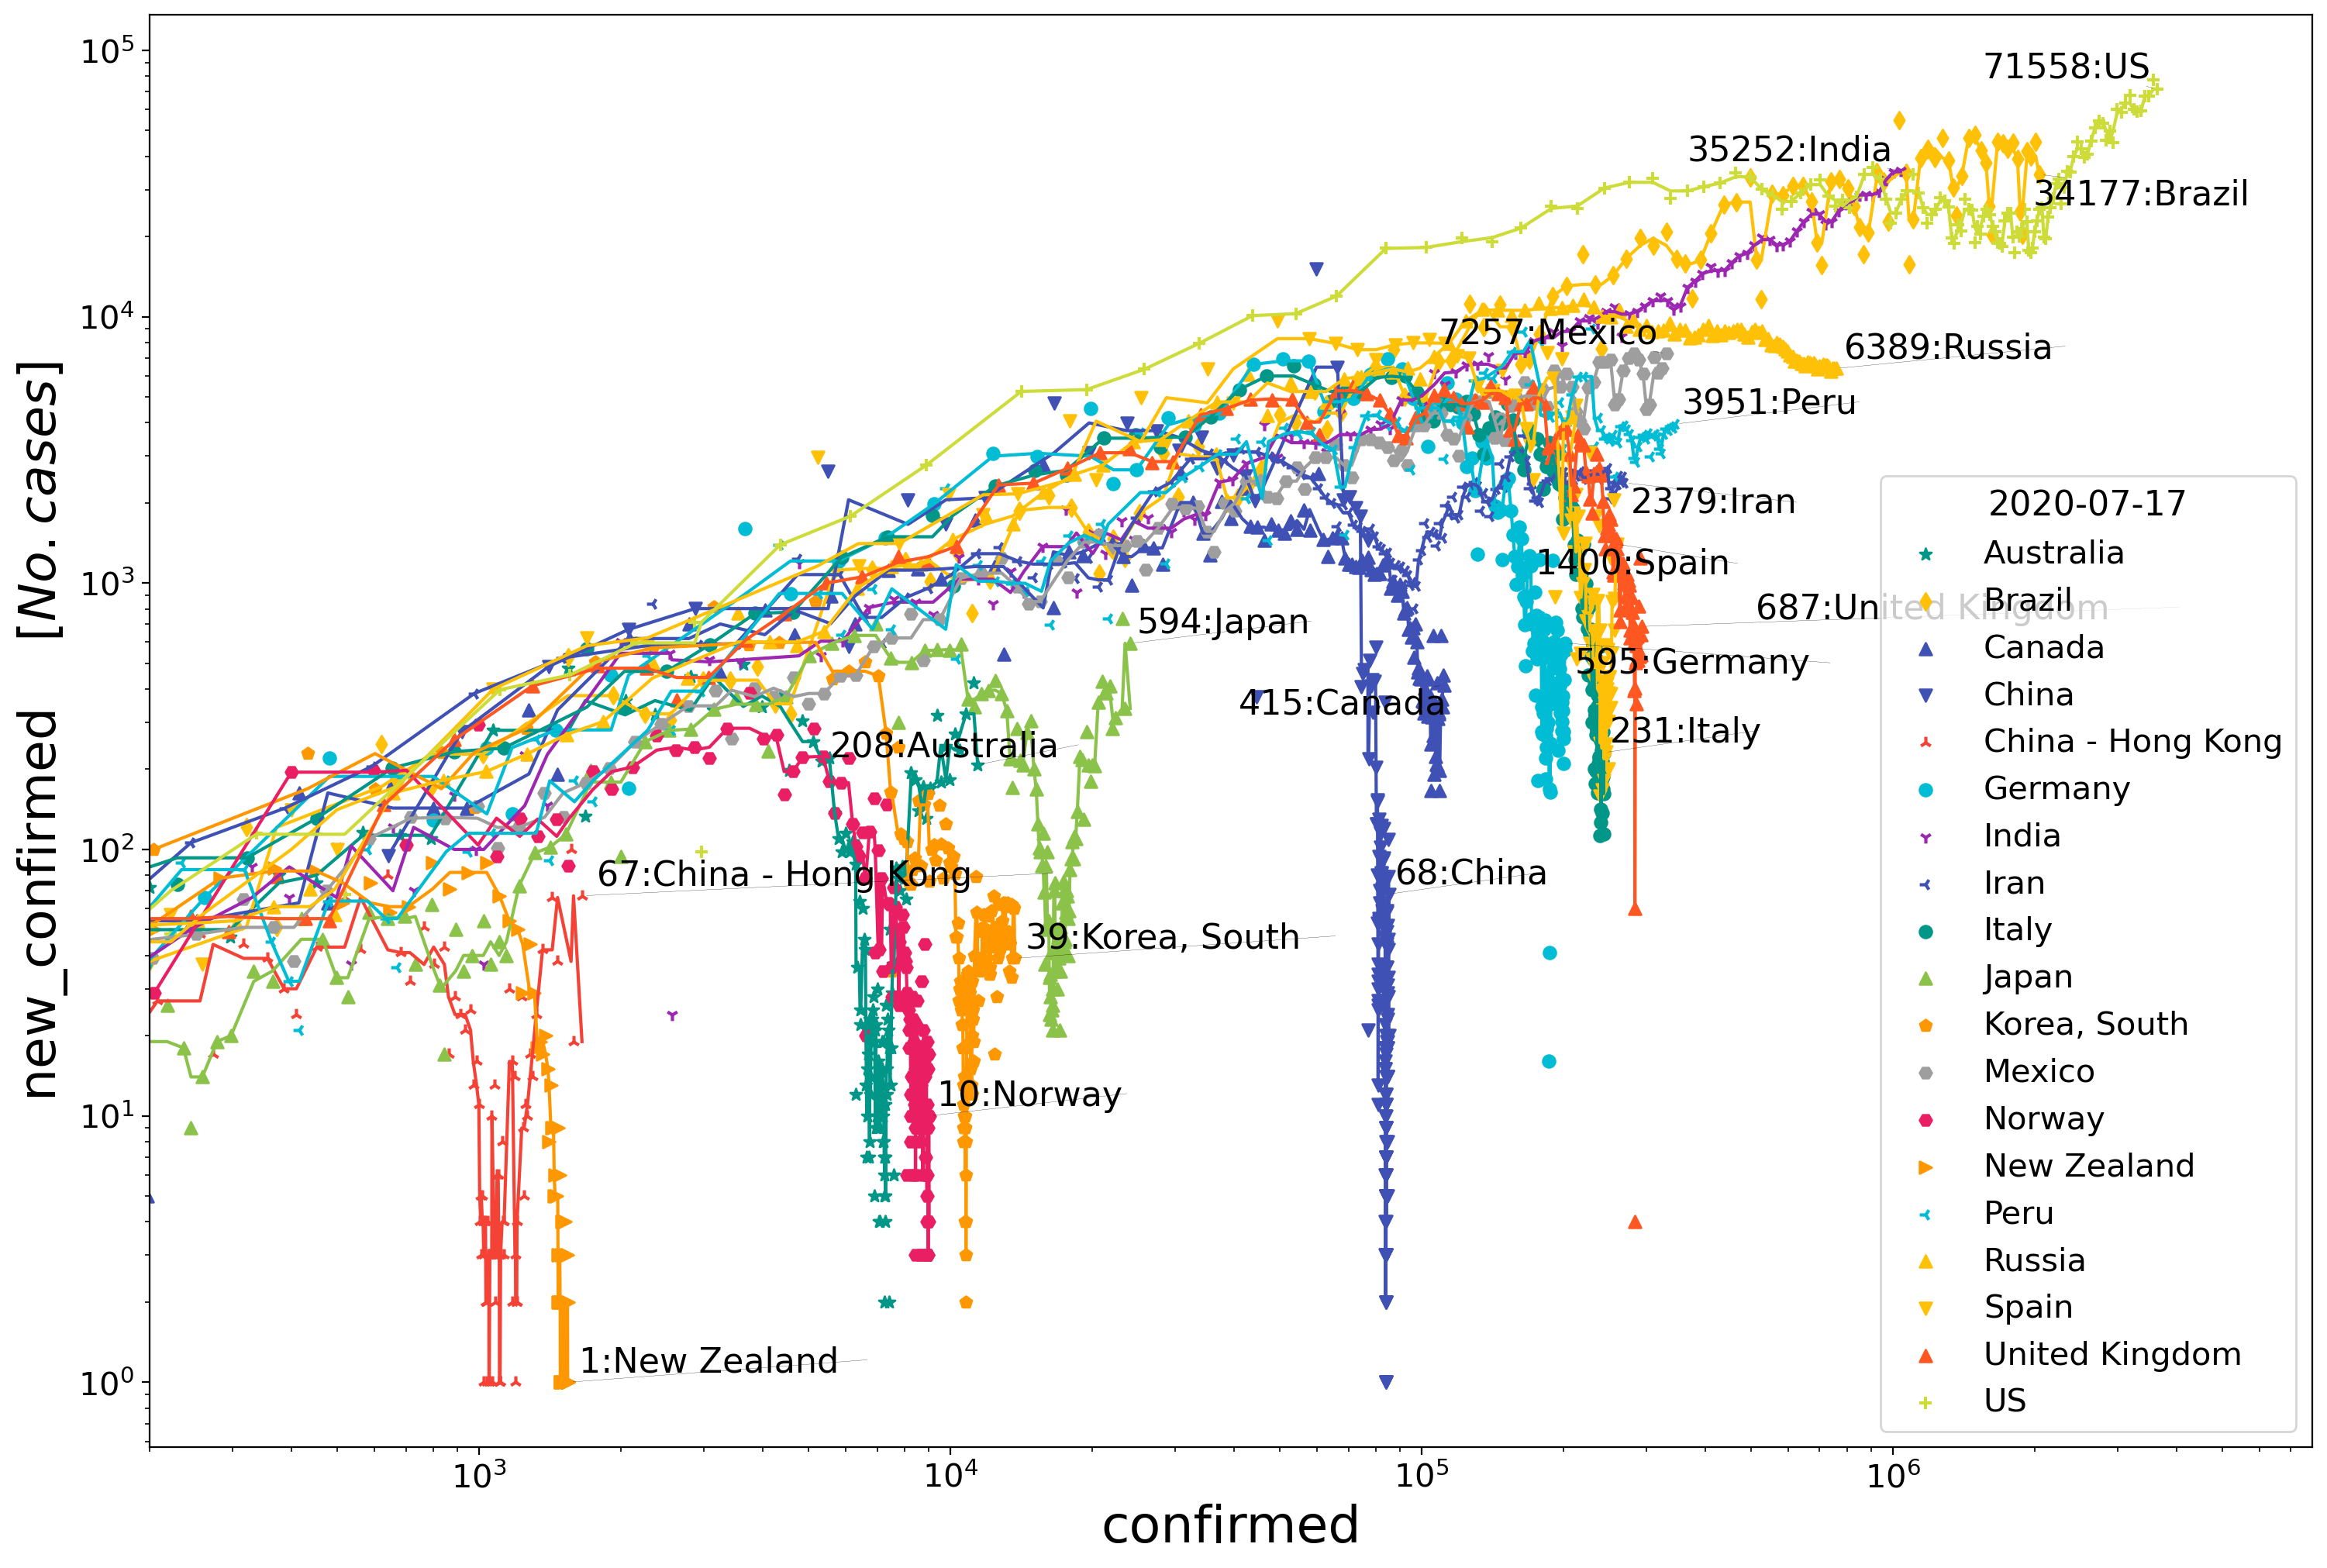 10⁵
10⁴
10³
10²
10¹
10⁰
new_confirmed [No. cases]
71558:US
35252:India
34177:Brazil
7257:Mexico
6389:Russia
3951:Peru
2379:Iran
1400:Spain
687:United Kingdom
594:Japan
595:Germany
415:Canada
231:Italy
208:Australia
67:China - Hong Kong
68:China
39:Korea, South
10:Norway
1:New Zealand
2020-07-17
Australia
Brazil
Canada
China
China - Hong Kong
Germany
India
Iran
Italy
Japan
Korea, South
Mexico
Norway
New Zealand
Peru
Russia
Spain
United Kingdom
US
10³
10⁴
10⁵
10⁶
confirmed